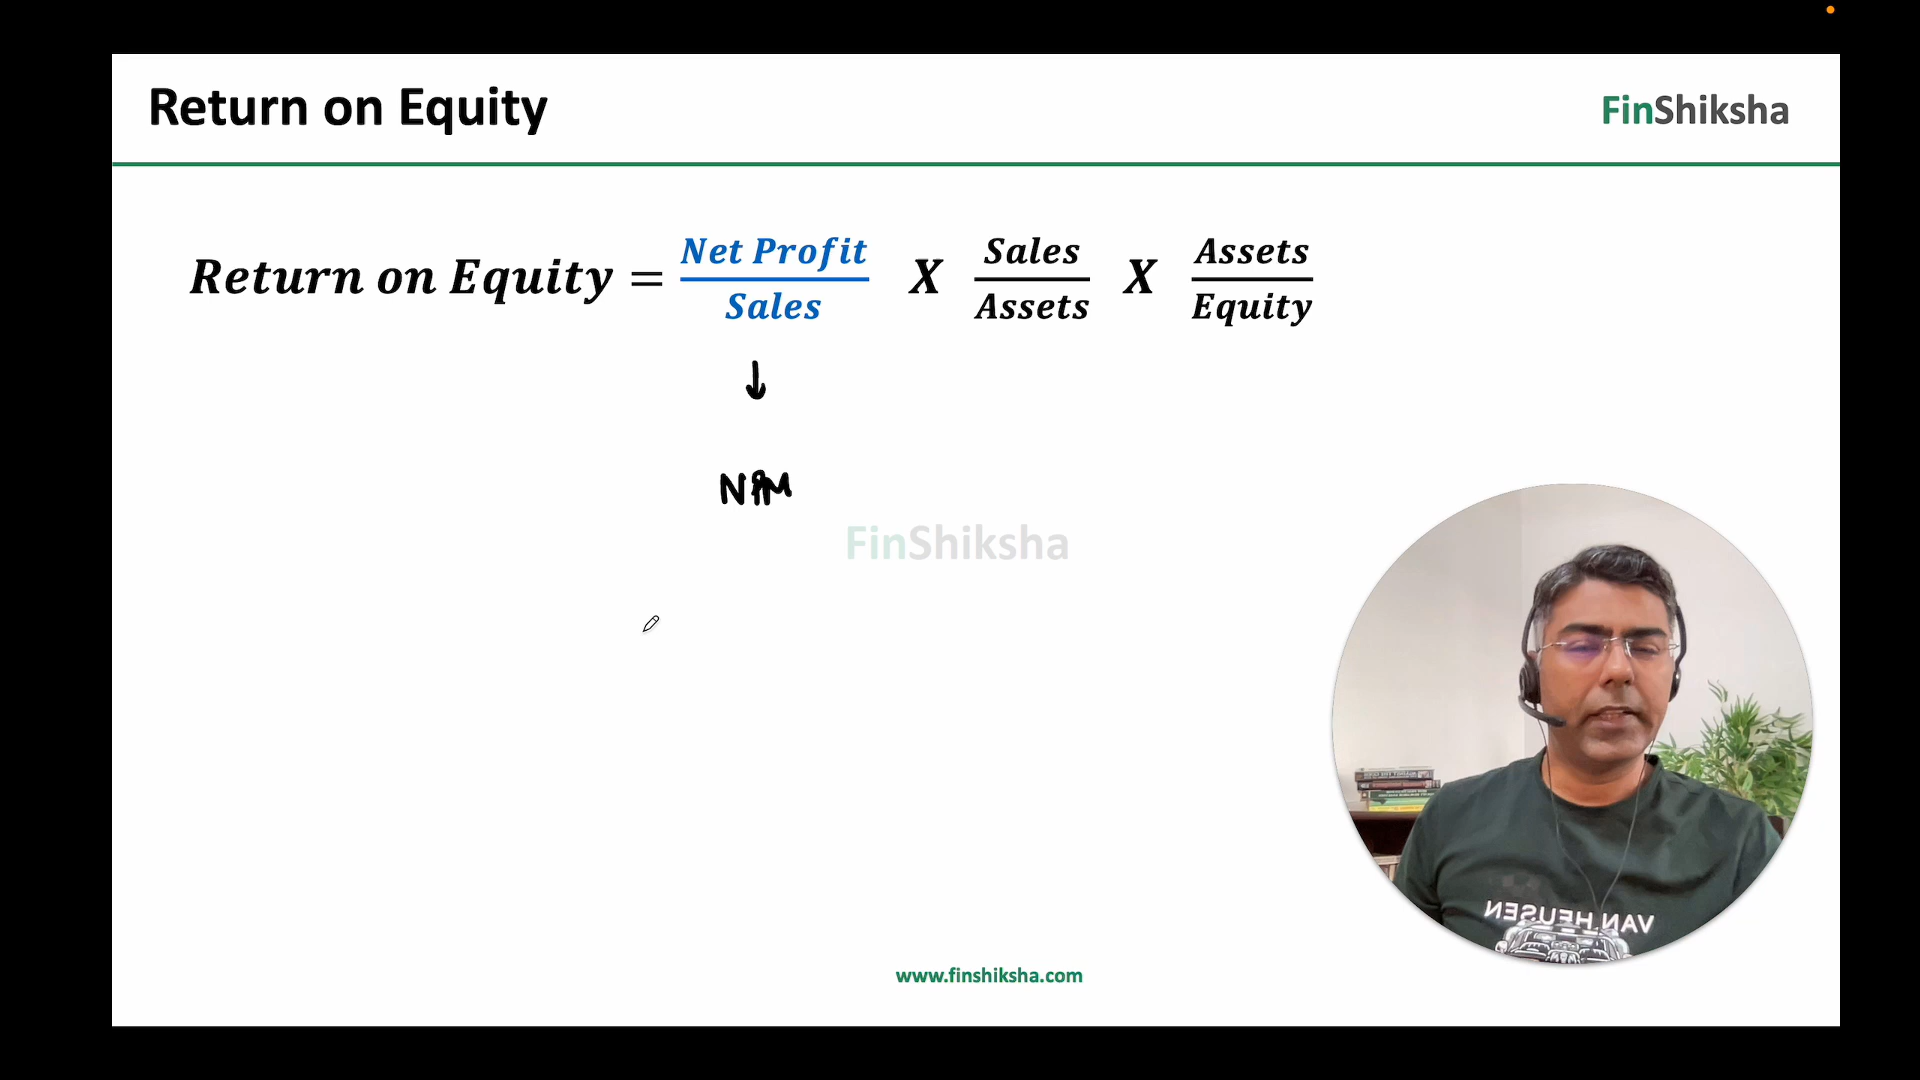 Return on Equity
FinShiksha
Return on Equity = Net Profit / Sales X Sales / Assets X Assets / Equity
↓
NPM
FinShiksha
VAN HEUSEN
www.finshiksha.com